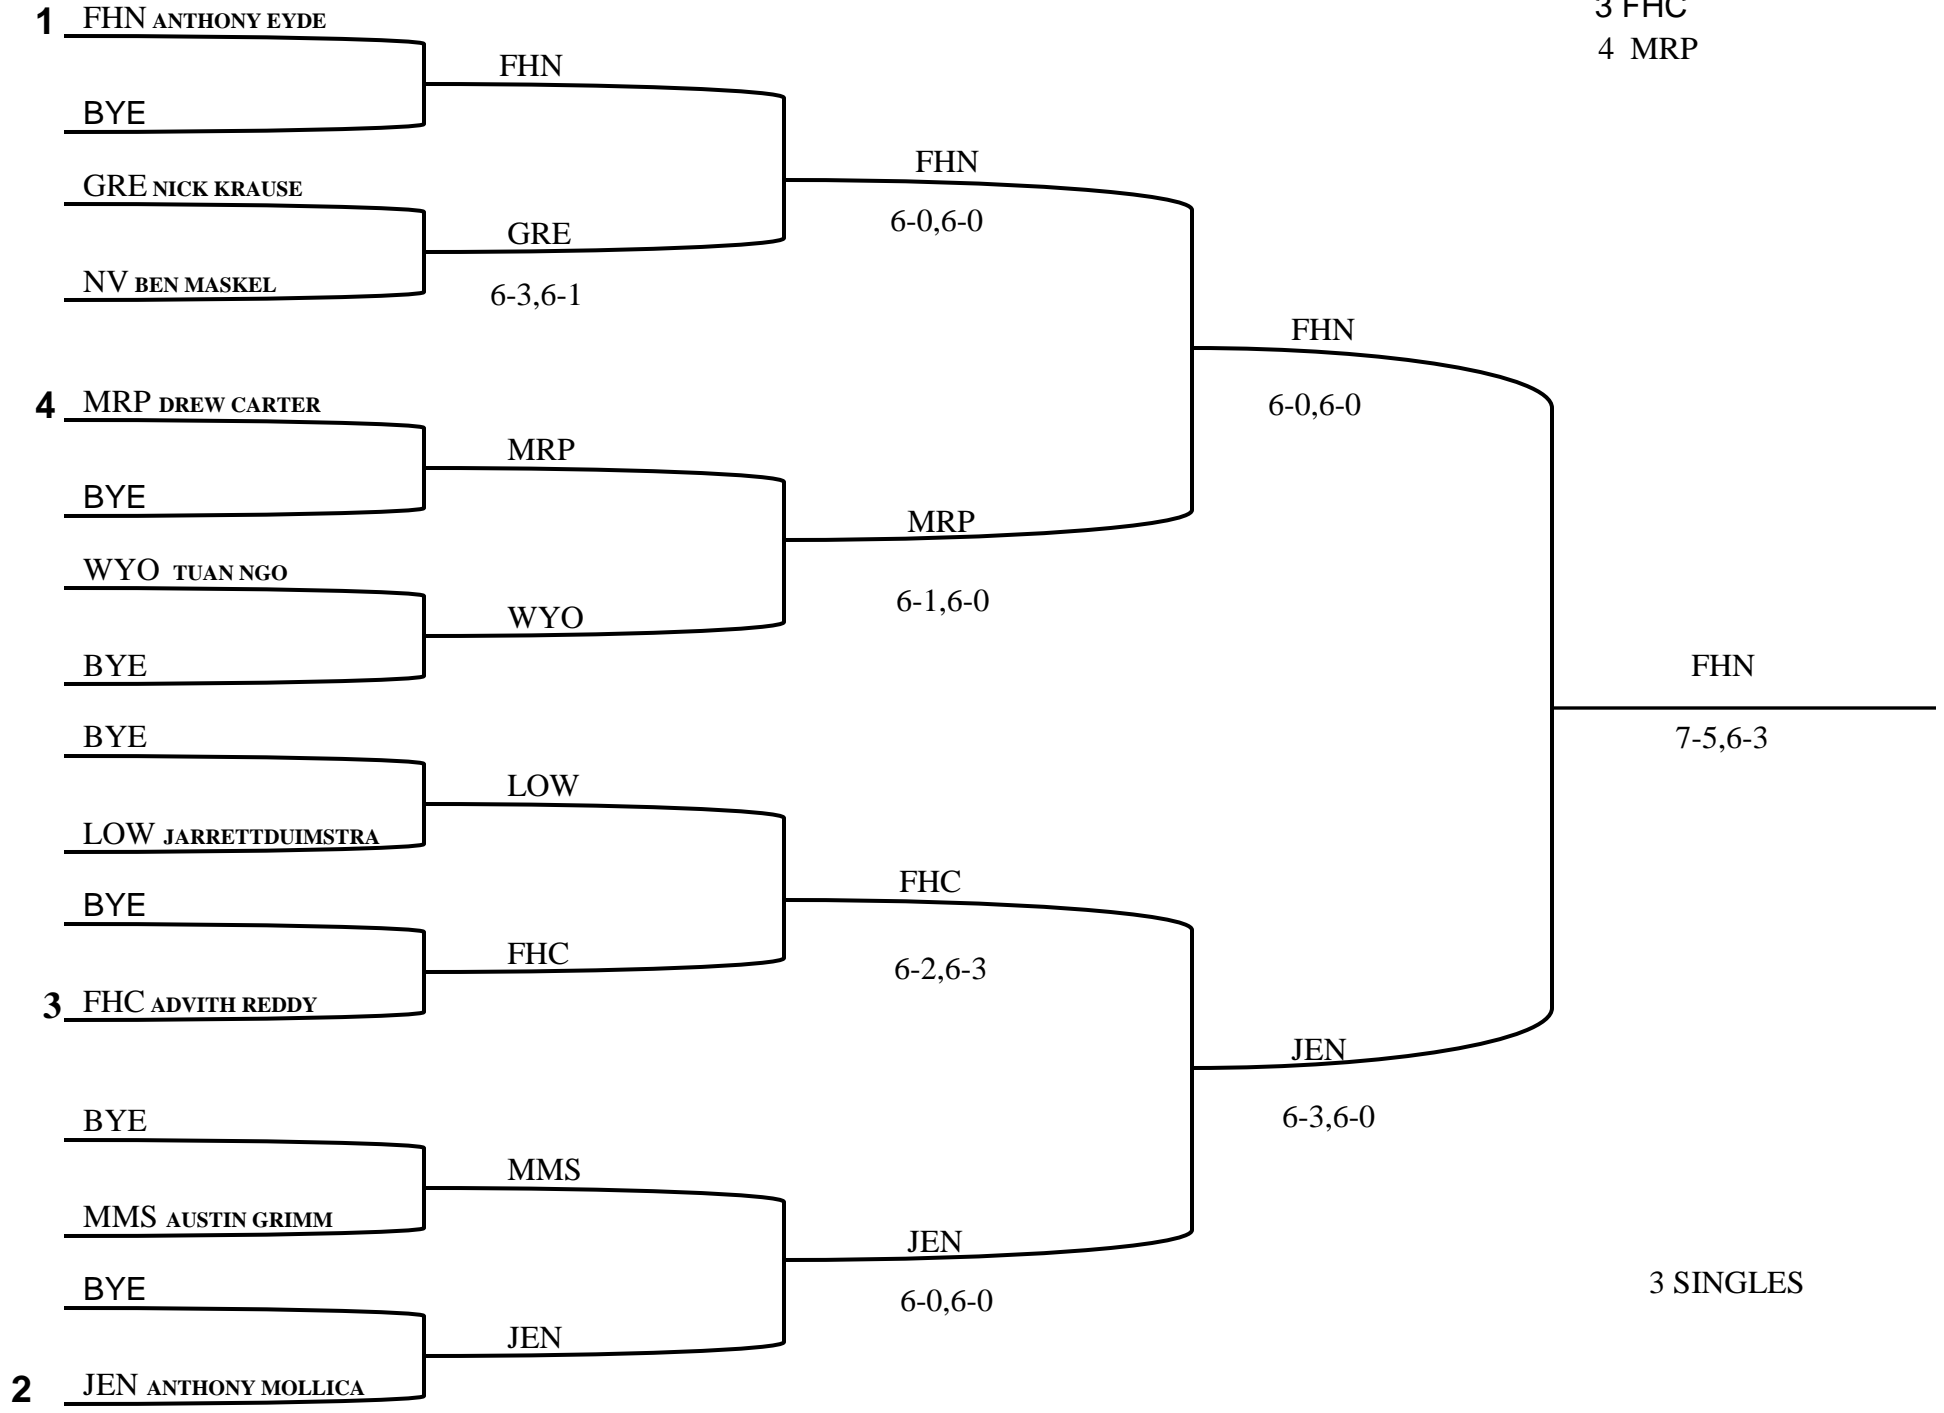 3 FHC
4 MRP
1 FHN ANTHONY EYDE
FHN
BYE
FHN
GRE NICK KRAUSE
6-0,6-0
GRE
NV BEN MASKEL
6-3,6-1
FHN
4 MRP DREW CARTER
6-0,6-0
MRP
BYE
MRP
WYO TUAN NGO
6-1,6-0
WYO
BYE
FHN
7-5,6-3
BYE
LOW
LOW JARRETTDUIMSTRA
FHC
BYE
FHC
6-2,6-3
3 FHC ADVITH REDDY
JEN
6-3,6-0
BYE
MMS
MMS AUSTIN GRIMM
JEN
BYE
6-0,6-0
3 SINGLES
JEN
2 JEN ANTHONY MOLLICA